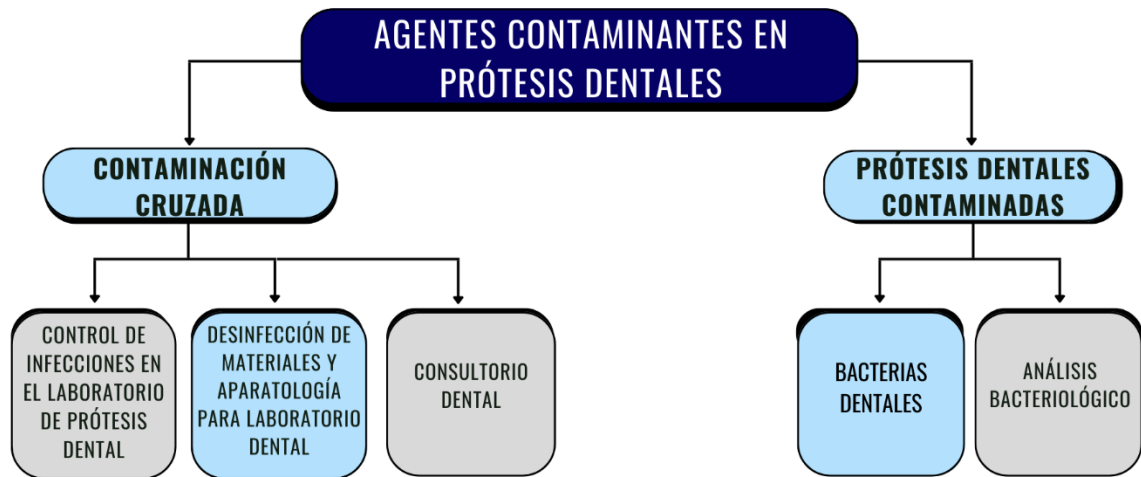 AGENTES CONTAMINANTES EN
PRÓTESIS DENTALES
CONTAMINACIÓN
CRUZADA
PRÓTESIS DENTALES
CONTAMINADAS
CONTROL DE
INFECCIONES EN
EL LABORATORIO
DE PRÓTESIS
DENTAL
DESINFECCIÓN DE
MATERIALES Y
APARATOLOGÍA
PARA LABORATORIO
DENTAL
CONSULTORIO
DENTAL
BACTERIAS
DENTALES
ANÁLISIS
BACTERIOLÓGICO